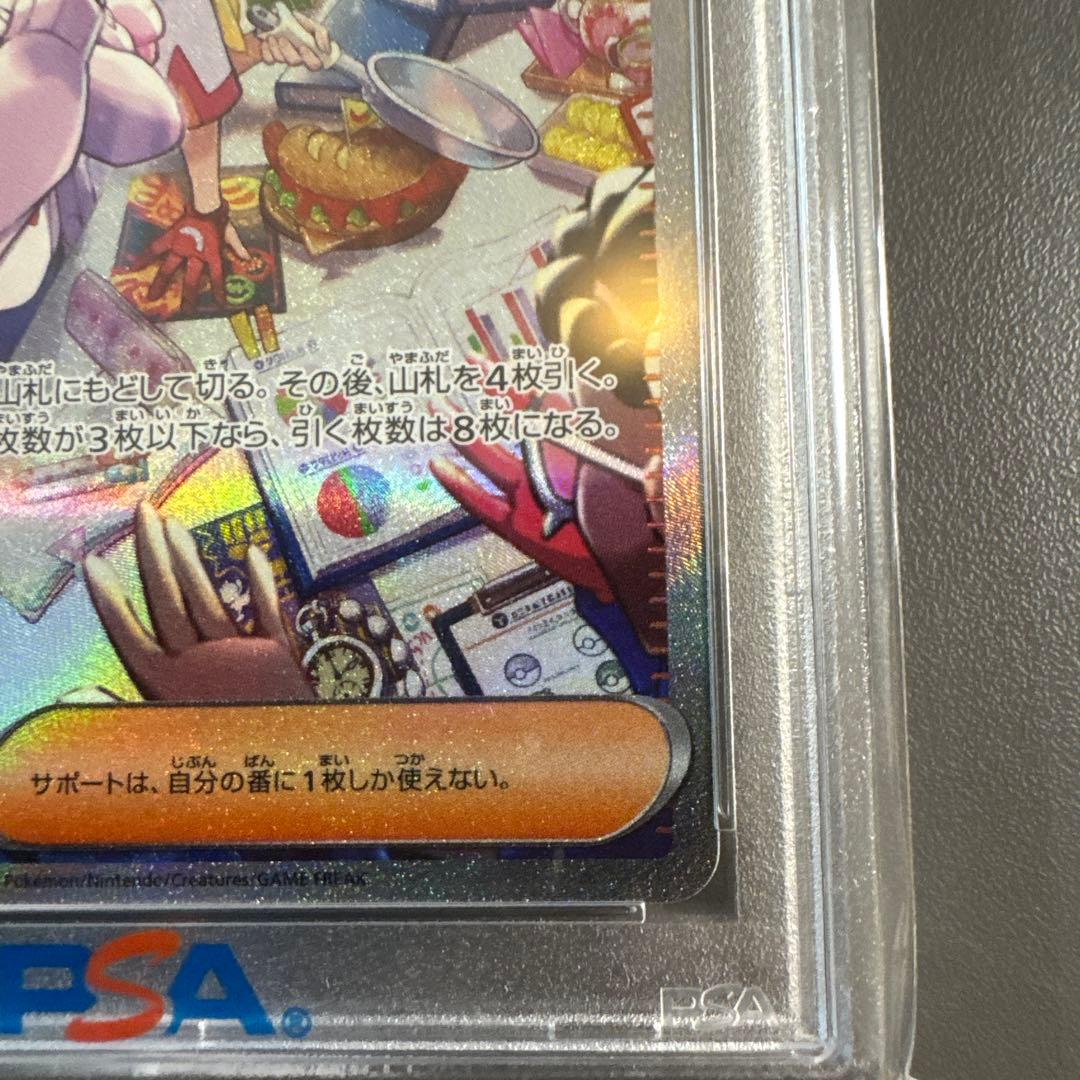 山札にもどして切る。その後、山札を4枚引く。
枚数が3枚以下なら、引く枚数は8枚になる。
サポートは、自分の番に1枚しか使えない。
Pokémon/Nintendo/Creatures/GAME FREAK
PSA®
PSA